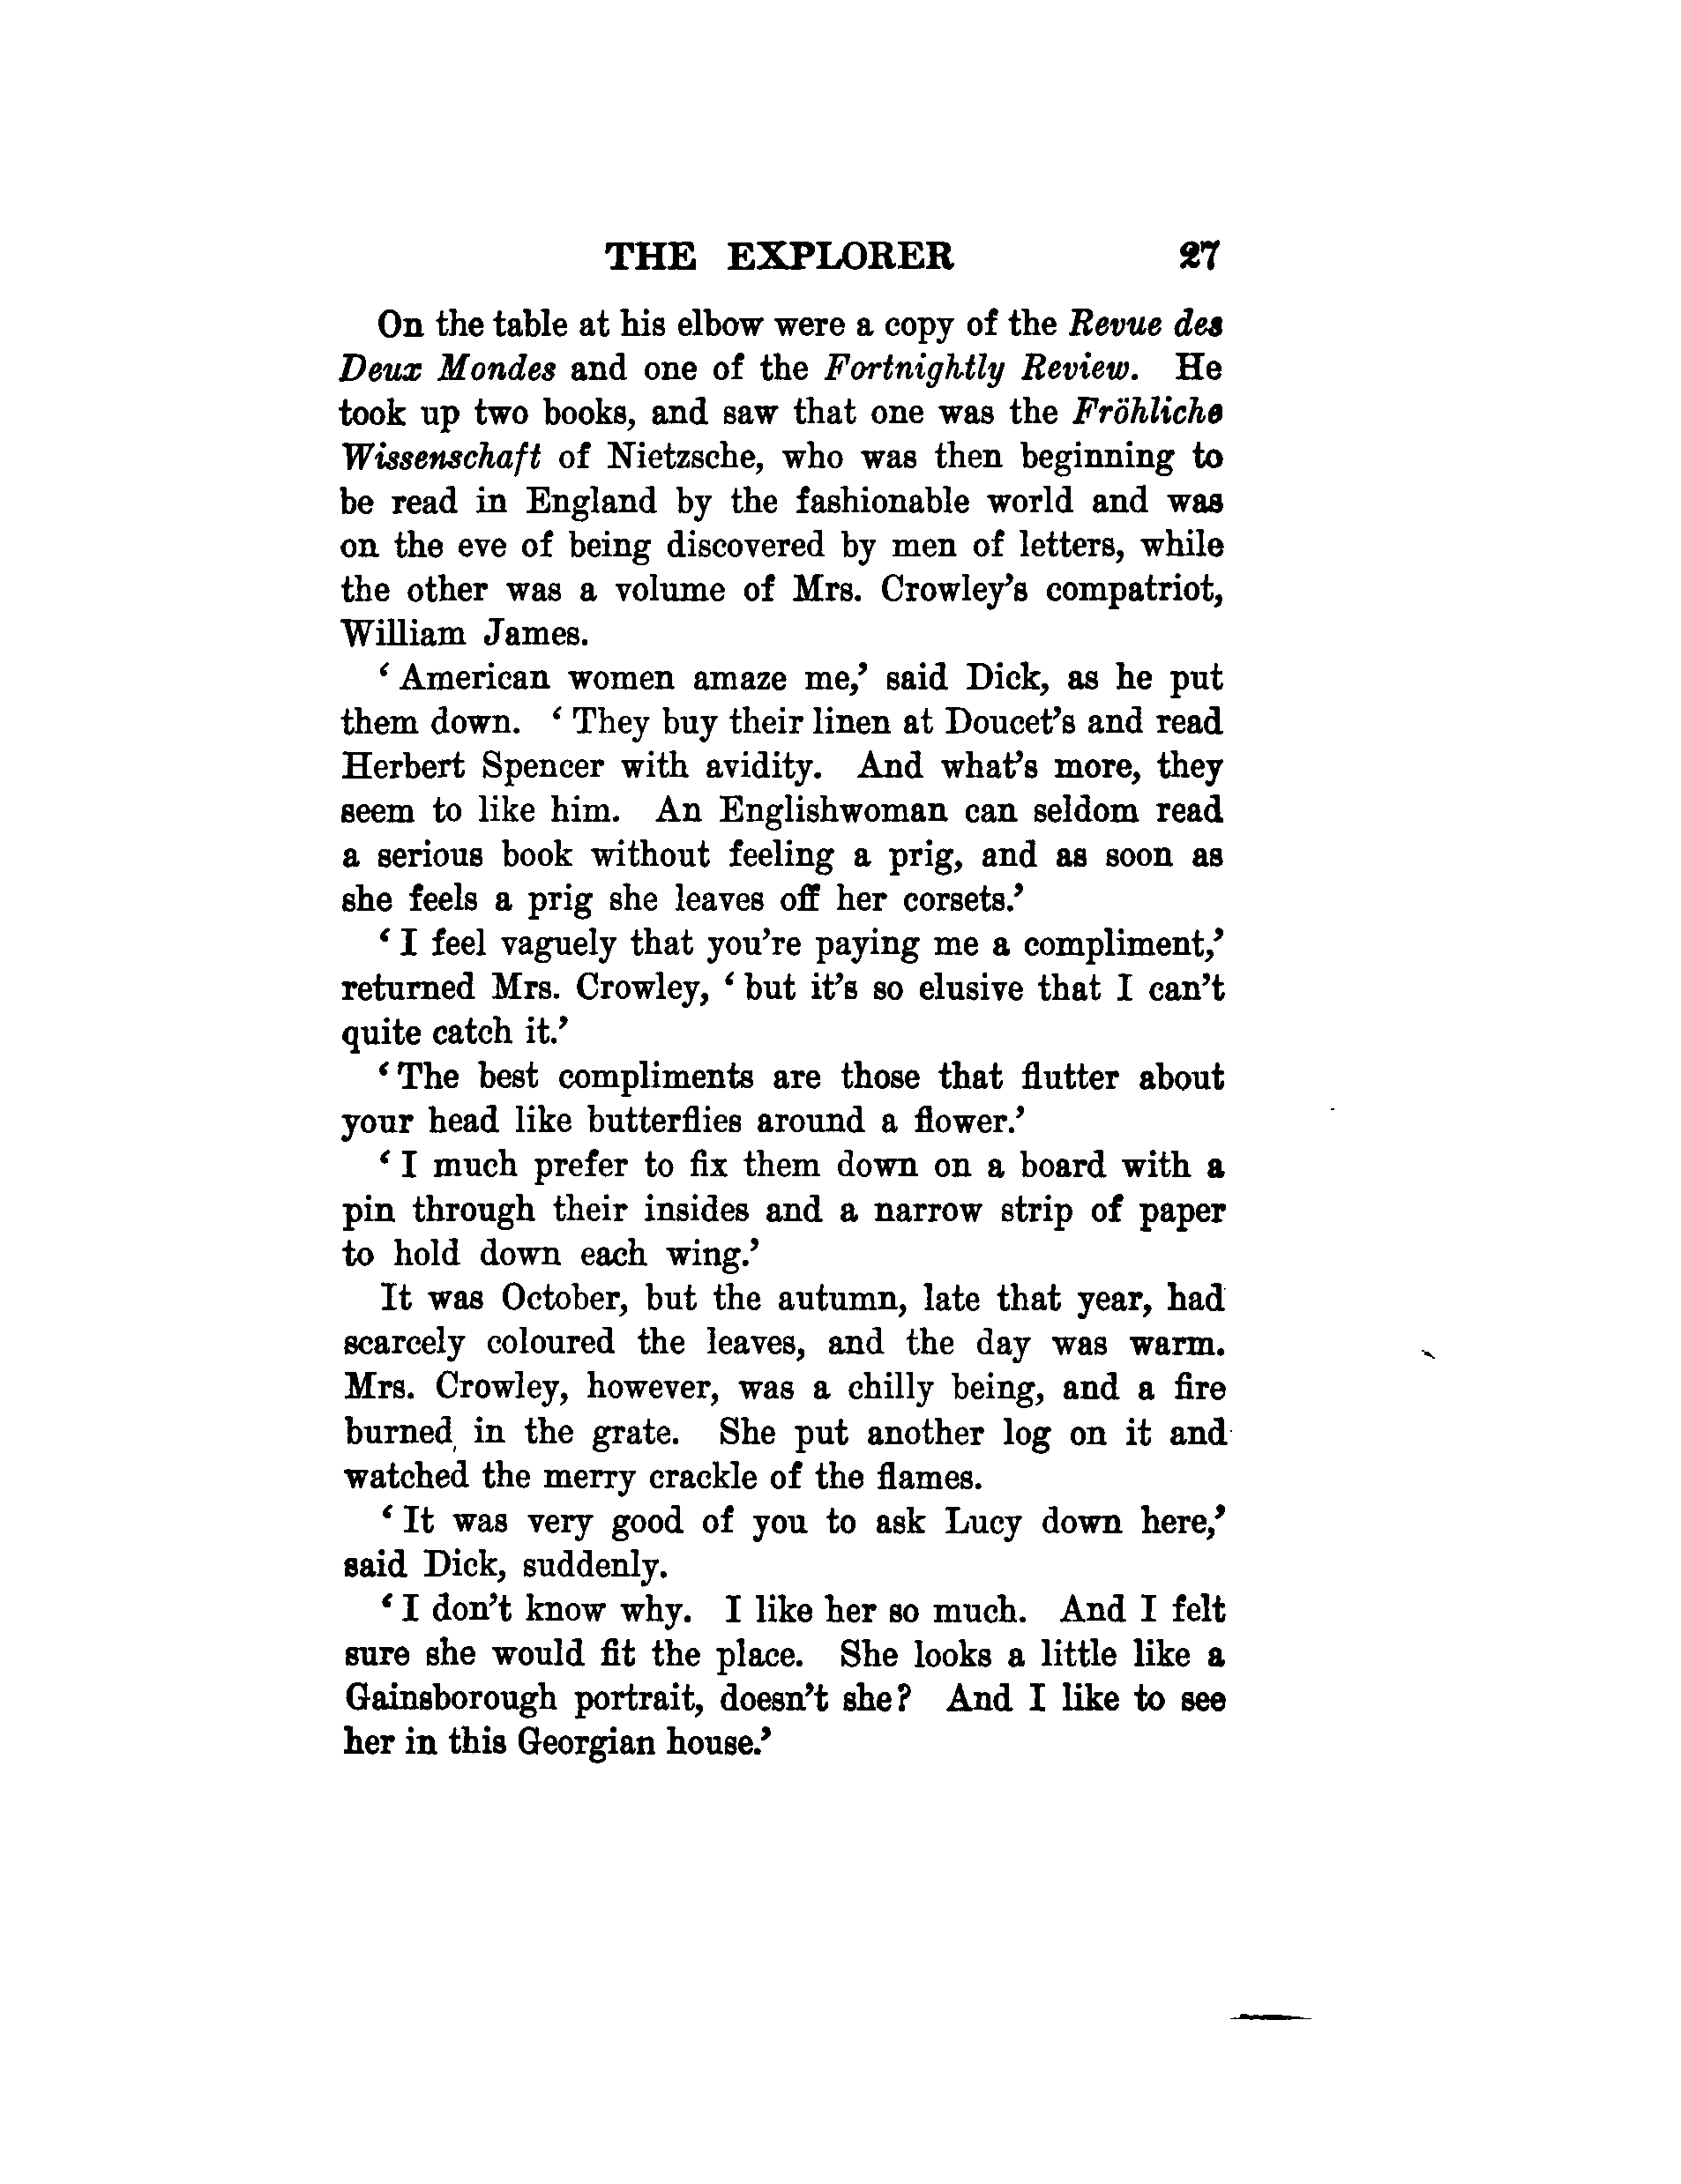 THE EXPLORER 27
On the table at his elbow were a copy of the Revue des
Deux Mondes and one of the Fortnightly Review. He
took up two books, and saw that one was the Fröhliche
Wissenschaft of Nietzsche, who was then beginning to
be read in England by the fashionable world and was
on the eve of being discovered by men of letters, while
the other was a volume of Mrs. Crowley's compatriot,
William James.
‘ American women amaze me,’ said Dick, as he put
them down. ‘ They buy their linen at Doucet’s and read
Herbert Spencer with avidity. And what’s more, they
seem to like him. An Englishwoman can seldom read
a serious book without feeling a prig, and as soon as
she feels a prig she leaves off her corsets.’
‘ I feel vaguely that you’re paying me a compliment,’
returned Mrs. Crowley, ‘ but it’s so elusive that I can’t
quite catch it.’
‘ The best compliments are those that flutter about
your head like butterflies around a flower.’
‘ I much prefer to fix them down on a board with a
pin through their insides and a narrow strip of paper
to hold down each wing.’
It was October, but the autumn, late that year, had
scarcely coloured the leaves, and the day was warm.
Mrs. Crowley, however, was a chilly being, and a fire
burned in the grate. She put another log on it and
watched the merry crackle of the flames.
‘ It was very good of you to ask Lucy down here,’
said Dick, suddenly.
‘ I don’t know why. I like her so much. And I felt
sure she would fit the place. She looks a little like a
Gainsborough portrait, doesn’t she? And I like to see
her in this Georgian house.’